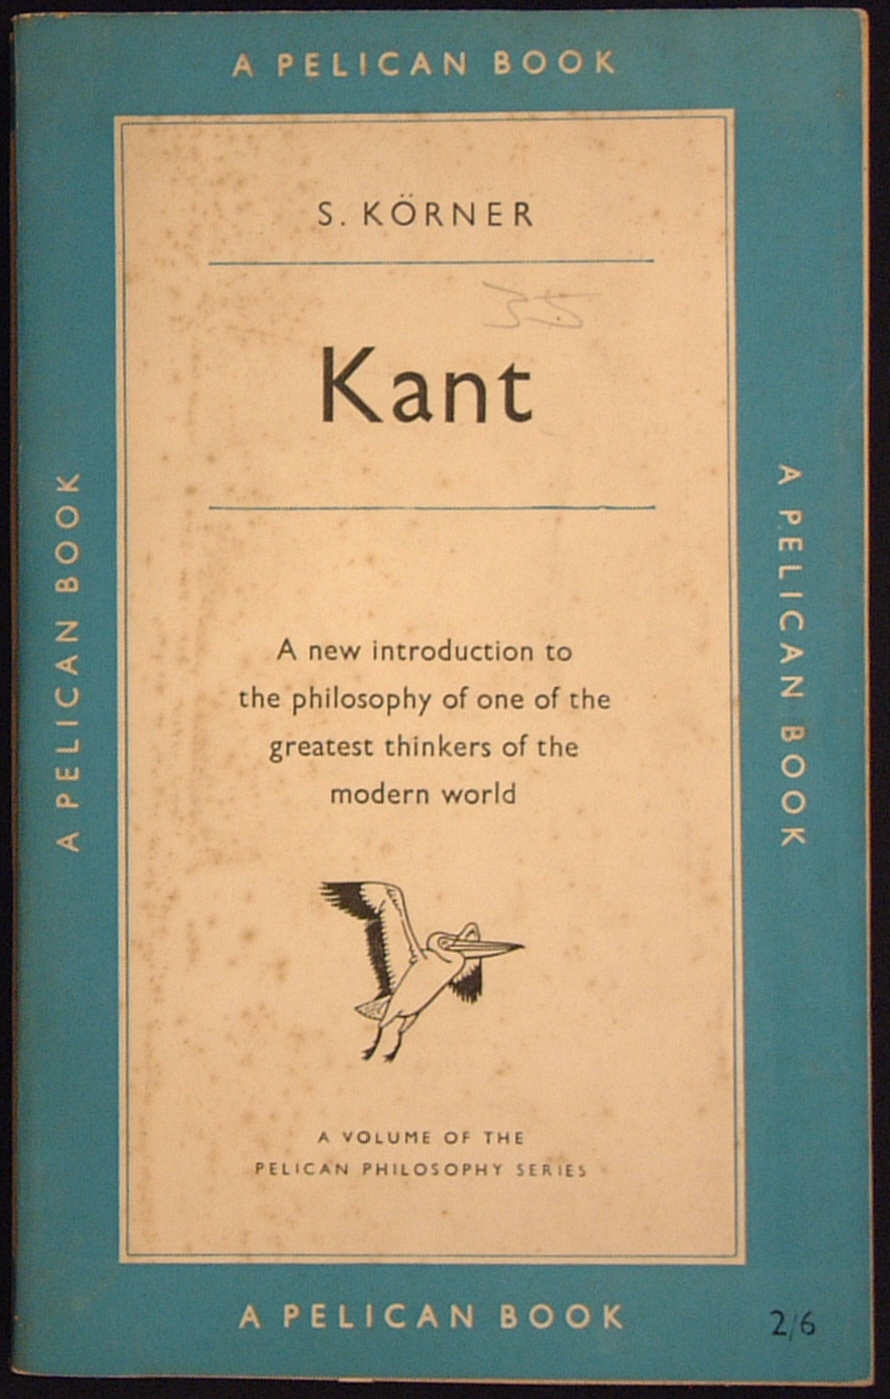 A PELICAN BOOK
S. KÖRNER
35
Kant
A PELICAN BOOK
A PELICAN BOOK
A new introduction to
the philosophy of one of the
greatest thinkers of the
modern world
A VOLUME OF THE
PELICAN PHILOSOPHY SERIES
A PELICAN BOOK
2/6